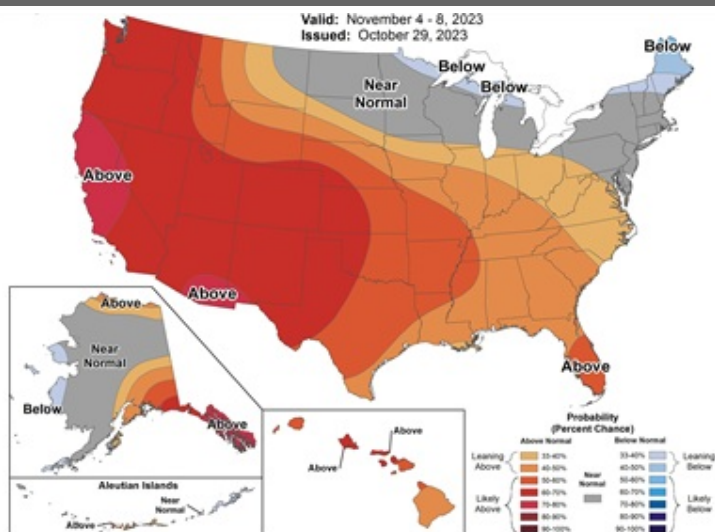 Valid: November 4 - 8, 2023
Issued: October 29, 2023
Below
Below
Below
Near
Normal
Above
Above
Above
Above
Near
Normal
Below
Above
Above
Above
Aleutian Islands
Near
Normal
Above
Probability
(Percent Chance)
Above Normal
Below Normal
Leaning
Above
33-40%
40-50%
Likely
Above
50-60%
60-70%
70-80%
80-90%
90-100%
Near
Normal
33-40%
40-50%
Leaning
Below
50-60%
60-70%
70-80%
80-90%
90-100%
Likely
Below